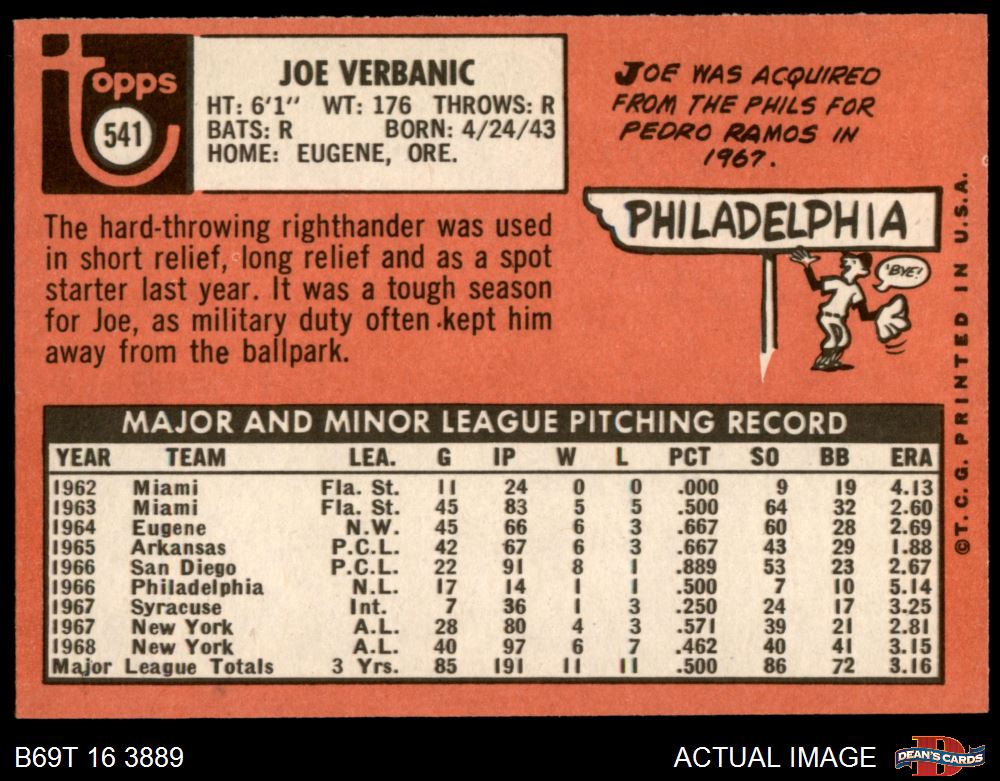 Topps
541
JOE VERBANIC
HT: 6'1" WT: 176 THROWS: R
BATS: R BORN: 4/24/43
HOME: EUGENE, ORE.
JOE WAS ACQUIRED
FROM THE PHILS FOR
PEDRO RAMOS IN
1967.
The hard-throwing righthander was used
in short relief, long relief and as a spot
starter last year. It was a tough season
for Joe, as military duty often kept him
away from the ballpark.
PHILADELPHIA
'BYE!
MAJOR AND MINOR LEAGUE PITCHING RECORD
YEAR TEAM LEA. G IP W L PCT SO BB ERA
1962 Miami Fla. St. 11 24 0 0 .000 9 19 4.13
1963 Miami Fla. St. 45 83 5 5 .500 64 32 2.60
1964 Eugene N.W. 45 66 6 3 .667 60 28 2.69
1965 Arkansas P.C.L. 42 67 6 3 .667 43 29 1.88
1966 San Diego P.C.L. 22 91 8 1 .889 53 23 2.67
1966 Philadelphia N.L. 17 14 1 1 .500 7 10 5.14
1967 Syracuse Int. 7 36 1 3 .250 24 17 3.25
1967 New York A.L. 28 80 4 3 .571 39 21 2.81
1968 New York A.L. 40 97 6 7 .462 40 41 3.15
Major League Totals 3 Yrs. 85 191 11 11 .500 86 72 3.16
©T. C. G. PRINTED IN U.S.A.
B69T 16 3889
ACTUAL IMAGE
D
DEAN'S CARDS